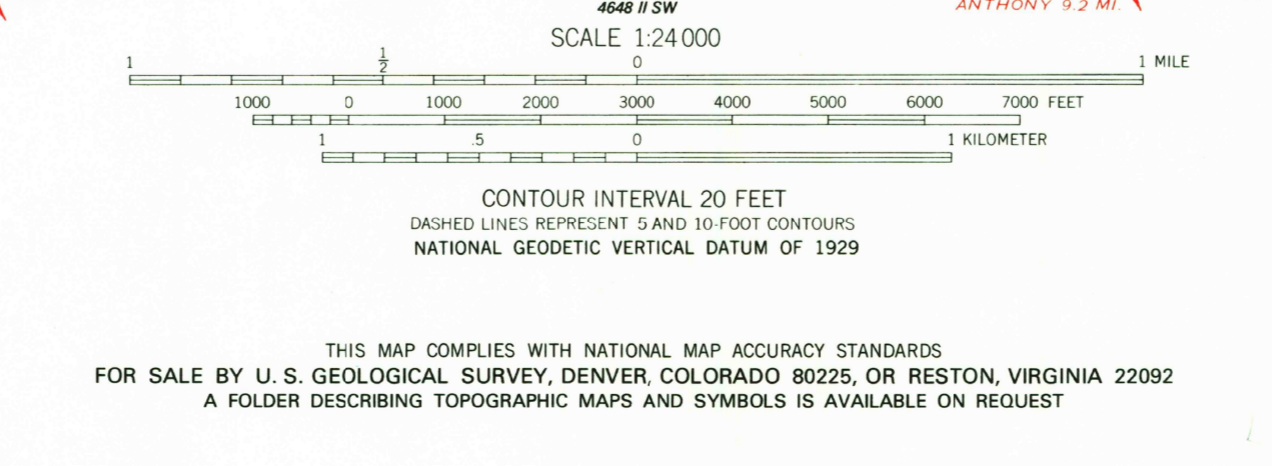 4648 II SW
ANTHONY 9.2 MI.
SCALE 1:24 000
1 1/2 0 1 MILE
1000 0 1000 2000 3000 4000 5000 6000 7000 FEET
1 .5 0 1 KILOMETER
CONTOUR INTERVAL 20 FEET
DASHED LINES REPRESENT 5 AND 10-FOOT CONTOURS
NATIONAL GEODETIC VERTICAL DATUM OF 1929
THIS MAP COMPLIES WITH NATIONAL MAP ACCURACY STANDARDS
FOR SALE BY U. S. GEOLOGICAL SURVEY, DENVER, COLORADO 80225, OR RESTON, VIRGINIA 22092
A FOLDER DESCRIBING TOPOGRAPHIC MAPS AND SYMBOLS IS AVAILABLE ON REQUEST